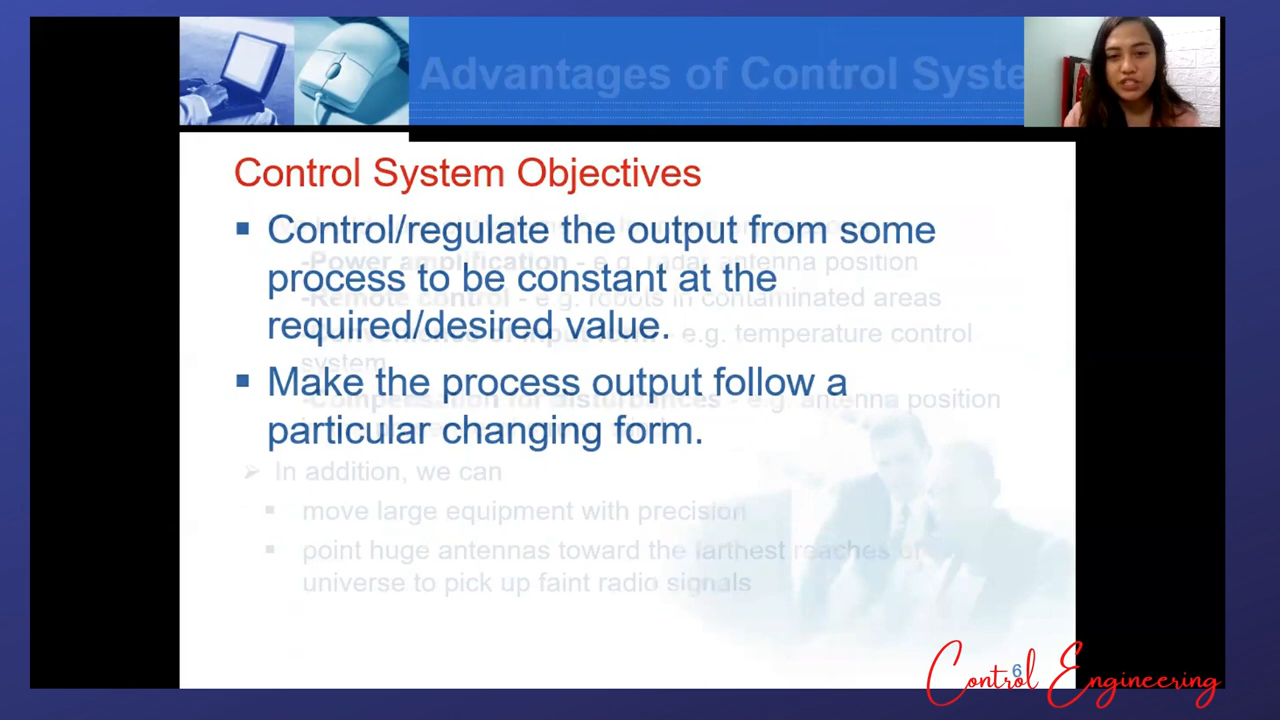 Advantages of Control Syste
Control System Objectives
▪ Control/regulate the output from some
process to be constant at the
required/desired value.
▪ Make the process output follow a
particular changing form.
-Power amplification - e.g. radar antenna position
-Remote control - e.g. robots in contaminated areas
-Convenience of input form - e.g. temperature control
system
-Compensation for disturbances - e.g. antenna position
➢ In addition, we can
▪ move large equipment with precision
▪ point huge antennas toward the farthest reaches of
universe to pick up faint radio signals
6
Control Engineering